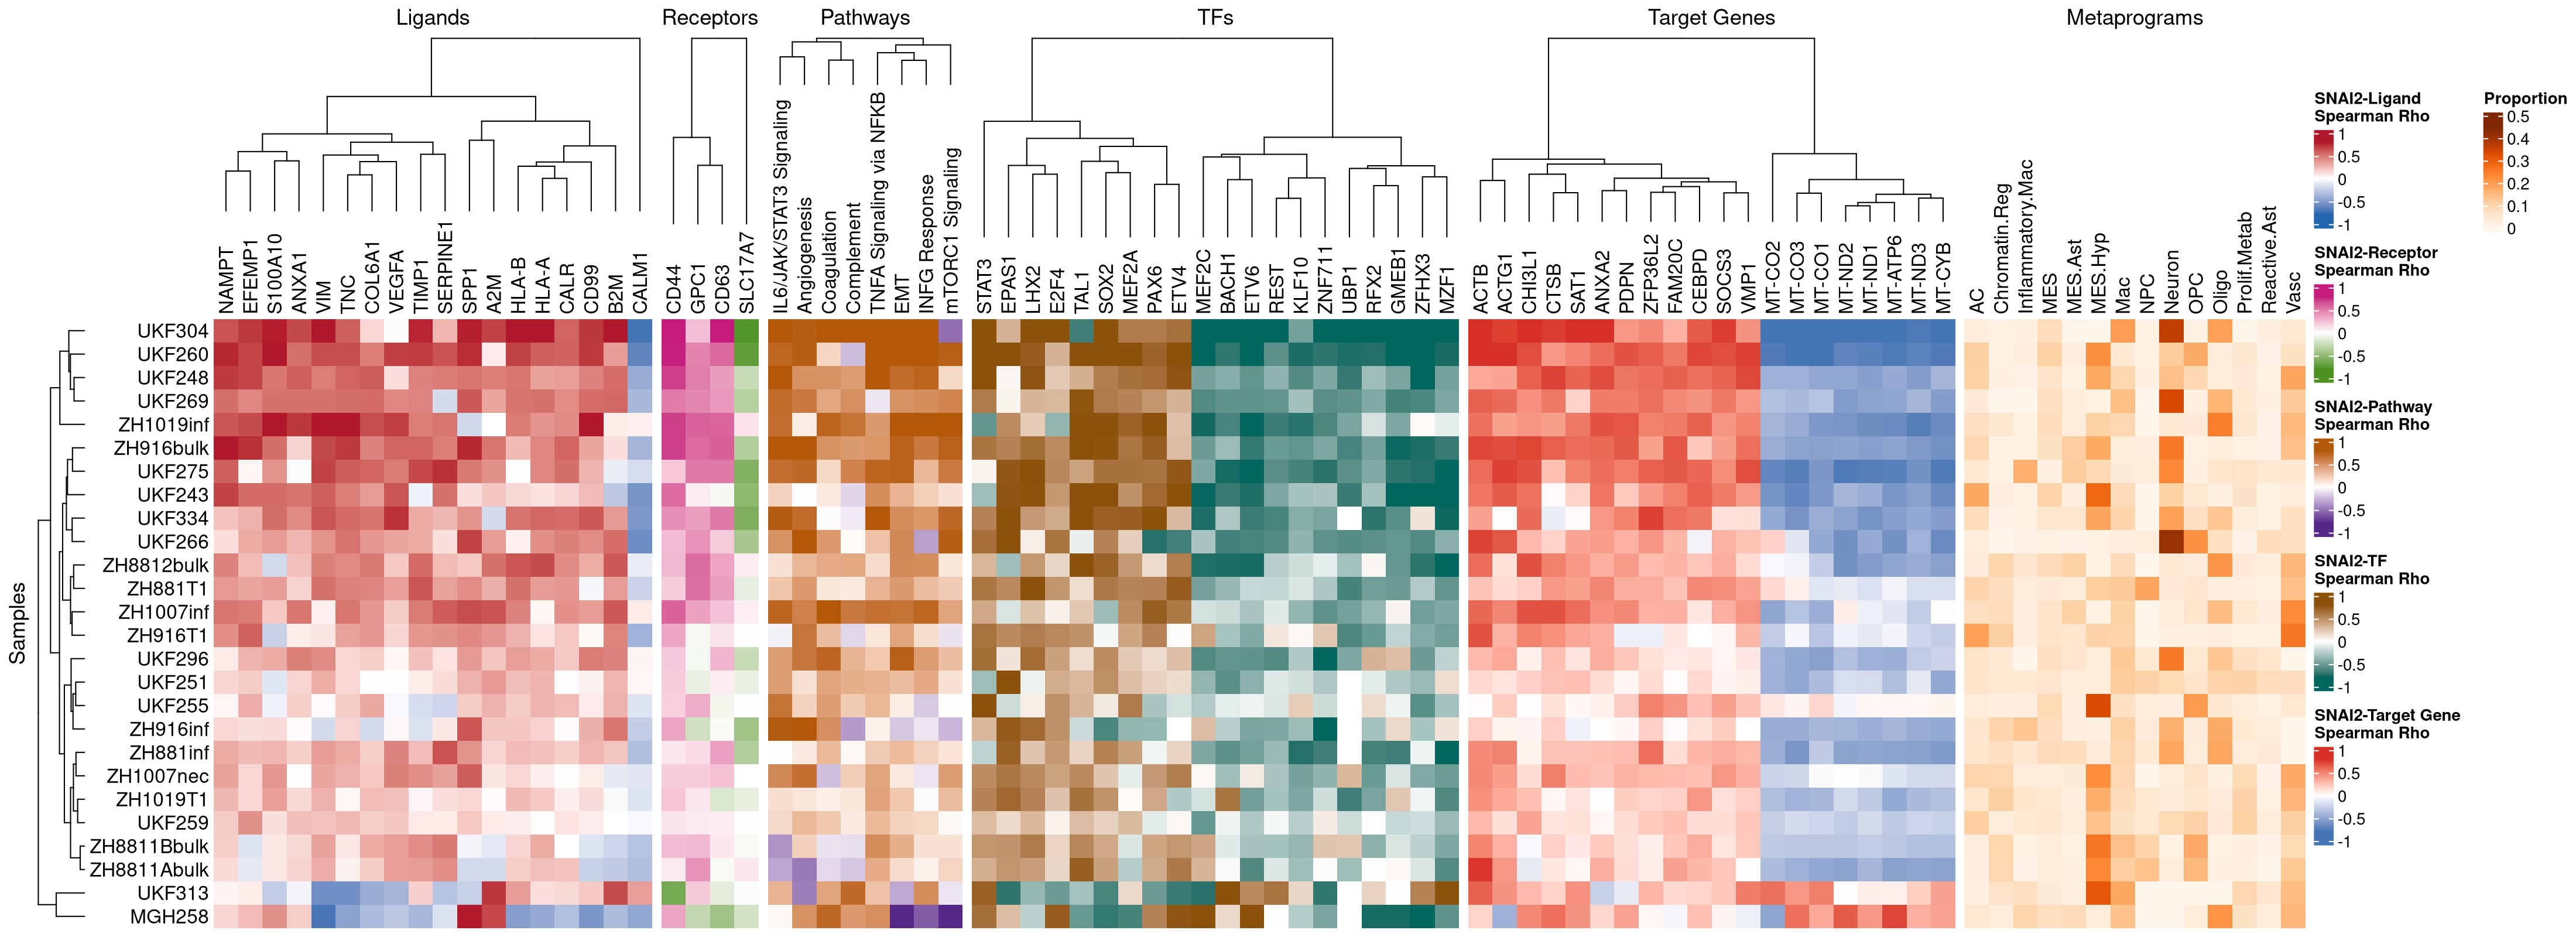 Ligands
Receptors
Pathways
TFs
Target Genes
Metaprograms
NAMPT
EFEMP1
S100A10
ANXA1
VIM
TNC
COL6A1
VEGFA
TIMP1
SERPINE1
SPP1
A2M
HLA-B
HLA-A
CALR
CD99
B2M
CALM1
CD44
GPC1
CD63
SLC17A7
IL6/JAK/STAT3 Signaling
Angiogenesis
Coagulation
Complement
TNFA Signaling via NFKB
EMT
INFG Response
mTORC1 Signaling
STAT3
EPAS1
LHX2
E2F4
TAL1
SOX2
MEF2A
PAX6
ETV4
MEF2C
BACH1
ETV6
REST
KLF10
ZNF711
UBP1
RFX2
GMEB1
ZFHX3
MZF1
ACTB
ACTG1
CHI3L1
CTSB
SAT1
ANXA2
PDPN
ZFP36L2
FAM20C
CEBPD
SOCS3
VMP1
MT-CO2
MT-CO3
MT-CO1
MT-ND2
MT-ND1
MT-ATP6
MT-ND3
MT-CYB
AC
Chromatin.Reg
Inflammatory.Mac
MES
MES.Ast
MES.Hyp
Mac
NPC
Neuron
OPC
Oligo
Prolif.Metab
Reactive.Ast
Vasc
Samples
UKF304
UKF260
UKF248
UKF269
ZH1019inf
ZH916bulk
UKF275
UKF243
UKF334
UKF266
ZH8812bulk
ZH881T1
ZH1007inf
ZH916T1
UKF296
UKF251
UKF255
ZH916inf
ZH881inf
ZH1007nec
ZH1019T1
UKF259
ZH8811Bbulk
ZH8811Abulk
UKF313
MGH258
SNAI2-Ligand
Spearman Rho
1
0.5
0
-0.5
-1
SNAI2-Receptor
Spearman Rho
1
0.5
0
-0.5
-1
SNAI2-Pathway
Spearman Rho
1
0.5
0
-0.5
-1
SNAI2-TF
Spearman Rho
1
0.5
0
-0.5
-1
SNAI2-Target Gene
Spearman Rho
1
0.5
0
-0.5
-1
Proportion
0.5
0.4
0.3
0.2
0.1
0